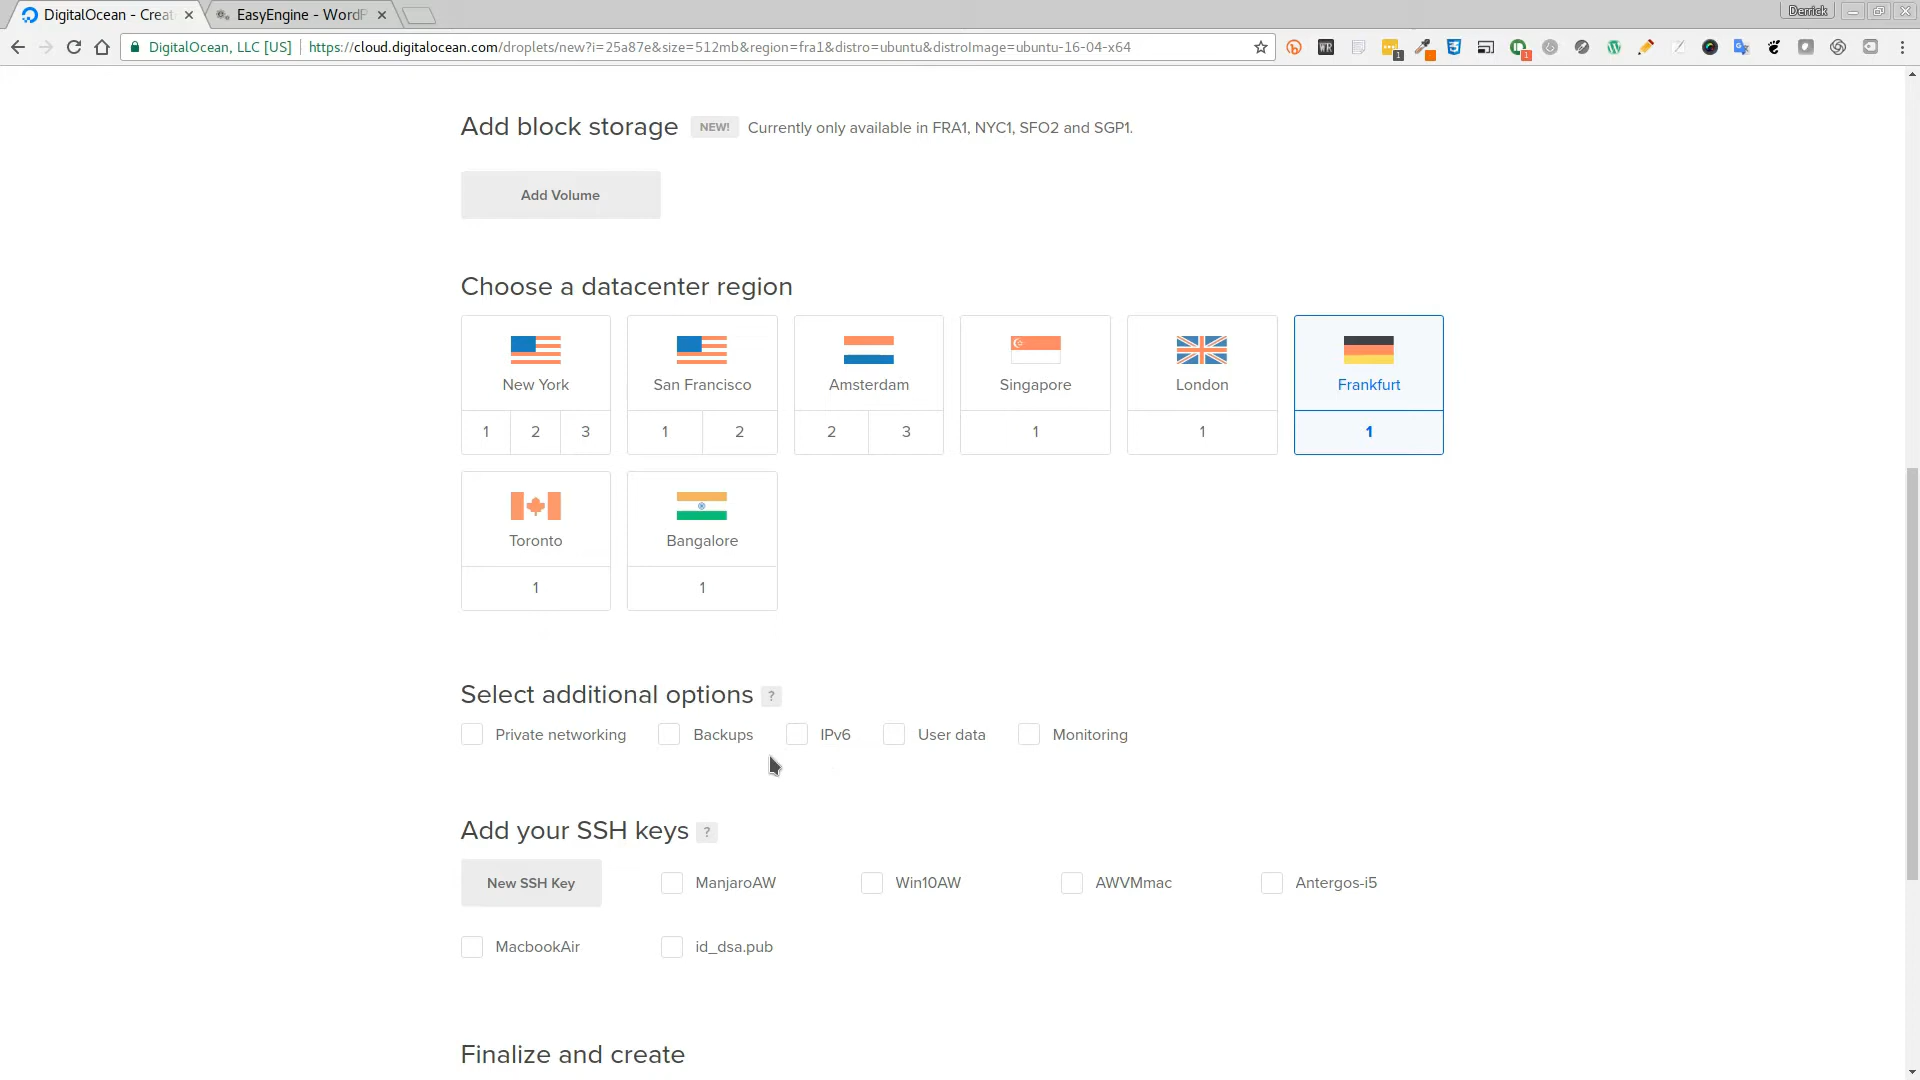 DigitalOcean - Creat
EasyEngine - WordP
Derrick
DigitalOcean, LLC [US]
https://cloud.digitalocean.com/droplets/new?i=25a87e&size=512mb&region=fra1&distro=ubuntu&distroImage=ubuntu-16-04-x64
WR
1
1
Add block storage NEW! Currently only available in FRA1, NYC1, SFO2 and SGP1.
Add Volume
Choose a datacenter region
New York
San Francisco
Amsterdam
Singapore
London
Frankfurt
1 2 3
1 2
2 3
1
1
1
Toronto
Bangalore
1
1
Select additional options ?
Private networking
Backups
IPv6
User data
Monitoring
Add your SSH keys ?
New SSH Key
ManjaroAW
Win10AW
AWVMmac
Antergos-i5
MacbookAir
id_dsa.pub
Finalize and create